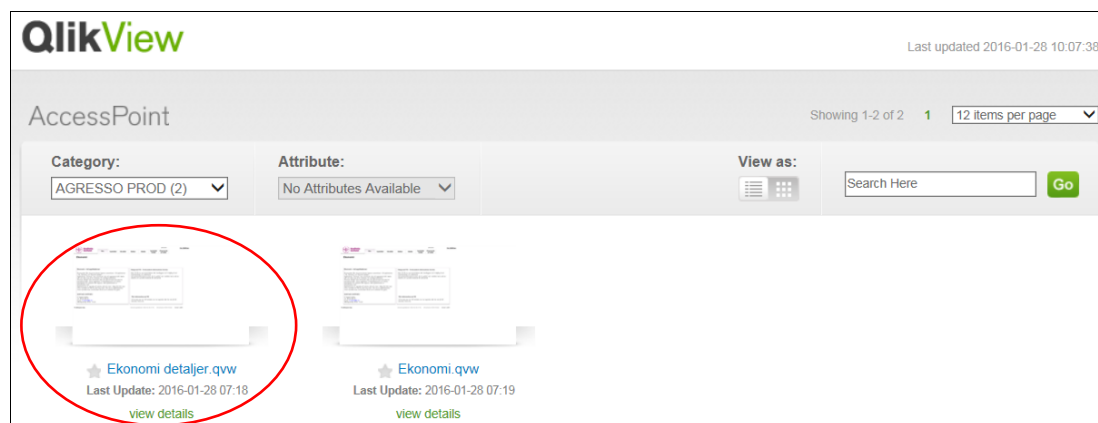 QlikView
Last updated 2016-01-28 10:07:38
AccessPoint
Showing 1-2 of 2 1 12 items per page
Category: Attribute: View as:
AGRESSO PROD (2) No Attributes Available Search Here Go
Ekonomi detaljer.qvw Ekonomi.qvw
Last Update: 2016-01-28 07:18 Last Update: 2016-01-28 07:19
view details view details